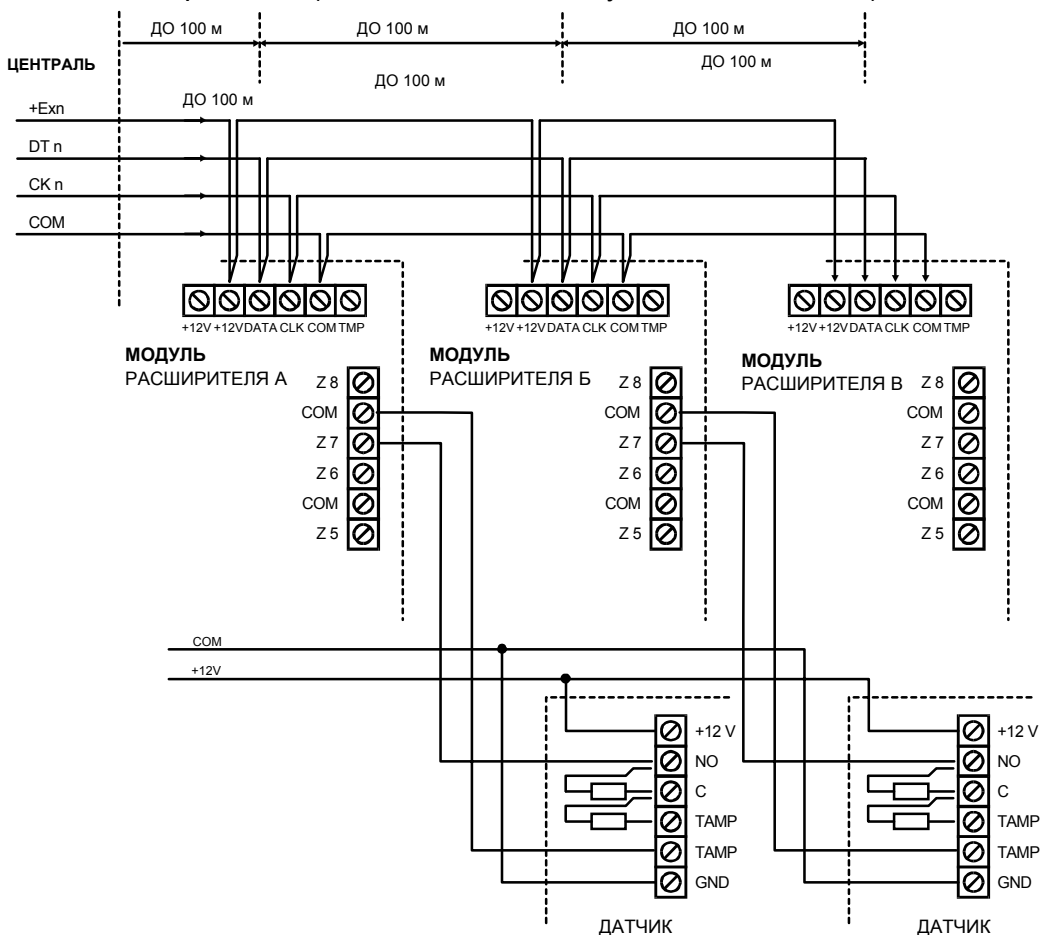 ДО 100 м
ДО 100 м
ДО 100 м
ДО 100 м
ЦЕНТРАЛЬ
ДО 100 м
ДО 100 м
+Exn
DT n
CK n
COM
+12V +12V DATA CLK COM TMP
+12V +12V DATA CLK COM TMP
+12V +12V DATA CLK COM TMP
МОДУЛЬ
РАСШИРИТЕЛЯ А
Z 8
COM
Z 7
Z 6
COM
Z 5
МОДУЛЬ
РАСШИРИТЕЛЯ Б
Z 8
COM
Z 7
Z 6
COM
Z 5
МОДУЛЬ
РАСШИРИТЕЛЯ В
Z 8
COM
Z 7
Z 6
COM
Z 5
COM
+12V
+12 V
NO
C
TAMP
TAMP
GND
ДАТЧИК
+12 V
NO
C
TAMP
TAMP
GND
ДАТЧИК